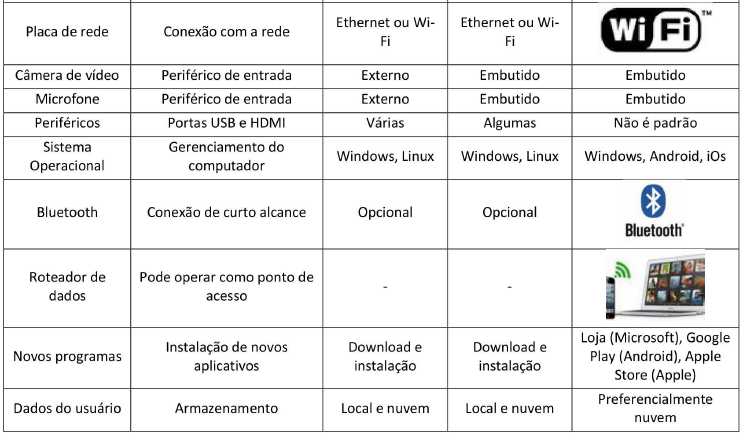 Placa de rede
Conexão com a rede
Ethernet ou Wi-
Fi
Ethernet ou Wi-
Fi
Wi Fi™
Câmera de vídeo
Periférico de entrada
Externo
Embutido
Embutido
Microfone
Periférico de entrada
Externo
Embutido
Embutido
Periféricos
Portas USB e HDMI
Várias
Algumas
Não é padrão
Sistema
Operacional
Gerenciamento do
computador
Windows, Linux
Windows, Linux
Windows, Android, iOs
Bluetooth
Conexão de curto alcance
Opcional
Opcional
Bluetooth®
Roteador de
dados
Pode operar como ponto de
acesso
-
-
Novos programas
Instalação de novos
aplicativos
Download e
instalação
Download e
instalação
Loja (Microsoft), Google
Play (Android), Apple
Store (Apple)
Dados do usuário
Armazenamento
Local e nuvem
Local e nuvem
Preferencialmente
nuvem